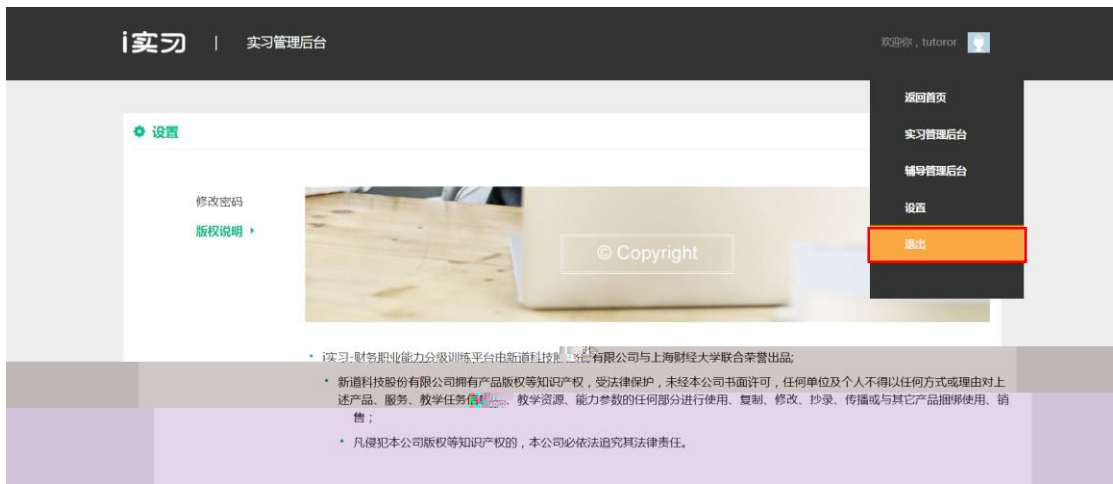 i实习 | 实习管理后台
欢迎你，tutoror
返回首页
实习管理后台
辅导管理后台
设置
退出
设置
修改密码
版权说明
© Copyright
i实习-财务职业能力分级训练平台由新道科技股 有限公司与上海财经大学联合荣誉出品;
新道科技股份有限公司拥有产品版权等知识产权，受法律保护，未经本公司书面许可，任何单位及个人不得以任何方式或理由对上
述产品、服务、教学任务信 、教学资源、能力参数的任何部分进行使用、复制、修改、抄录、传播或与其它产品捆绑使用、销
售；
凡侵犯本公司版权等知识产权的，本公司必依法追究其法律责任。